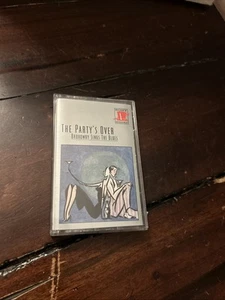 The Party's Over
Broadway Sings The Blues